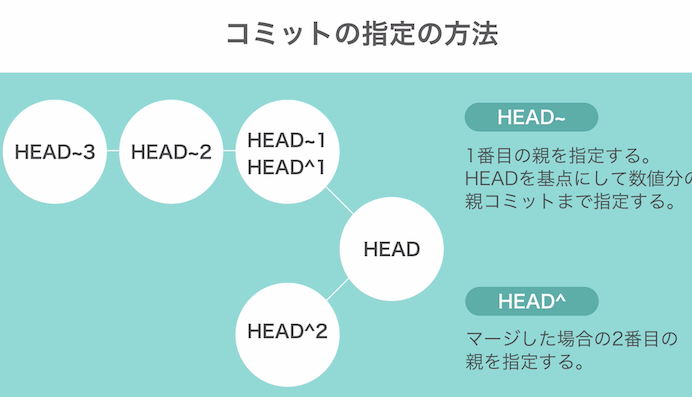 コミットの指定の方法
HEAD~3
HEAD~2
HEAD~1
HEAD^1
HEAD
HEAD^2
HEAD~
1番目の親を指定する。
HEADを基点にして数値分の
親コミットまで指定する。
HEAD^
マージした場合の2番目の
親を指定する。